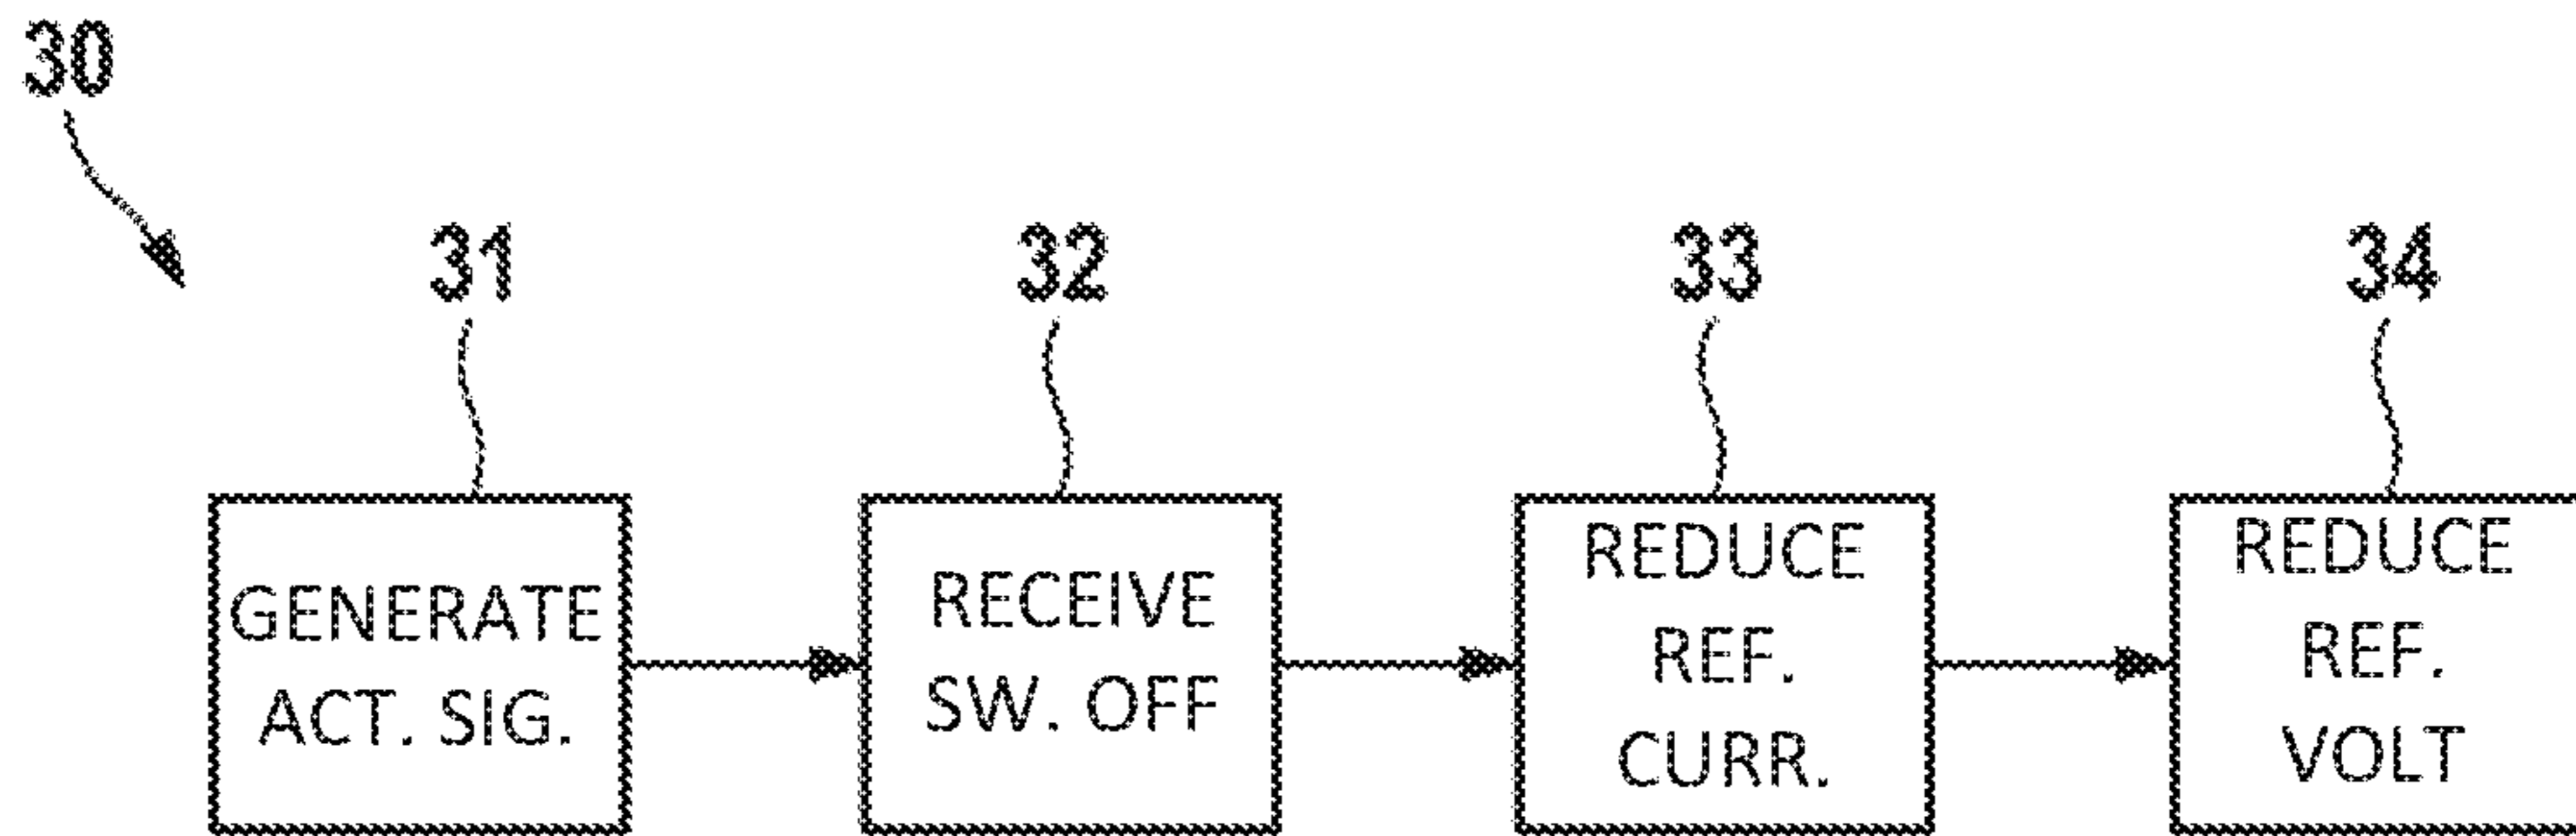 30
31
32
33
34
GENERATE
ACT. SIG.
RECEIVE
SW. OFF
REDUCE
REF.
CURR.
REDUCE
REF.
VOLT